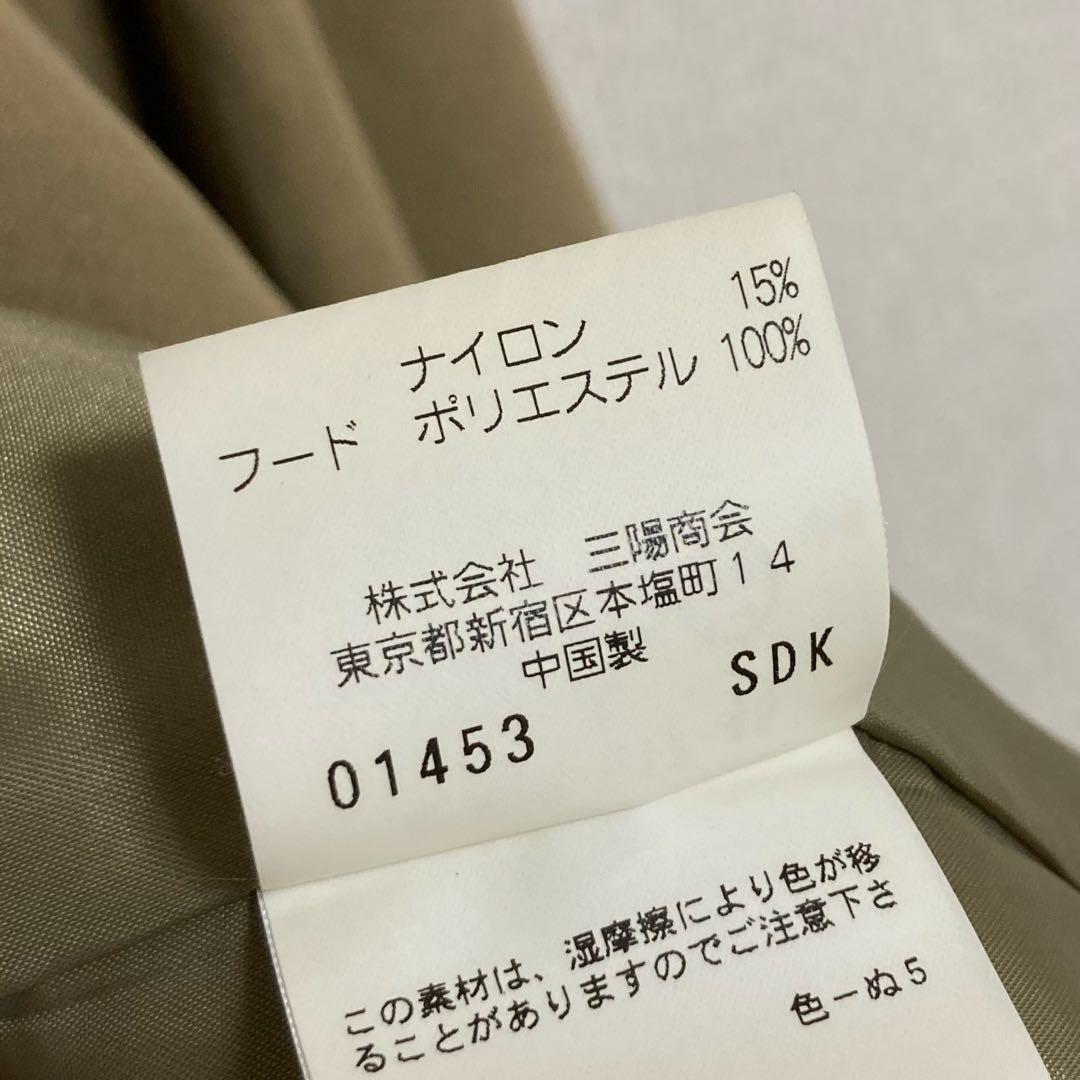 ナイロン 15%
フード ポリエステル 100%
株式会社 三陽商会
東京都新宿区本塩町14
中国製
01453 SDK
この素材は、湿摩擦により色が移
ることがありますのでご注意下さ
色ーぬ5